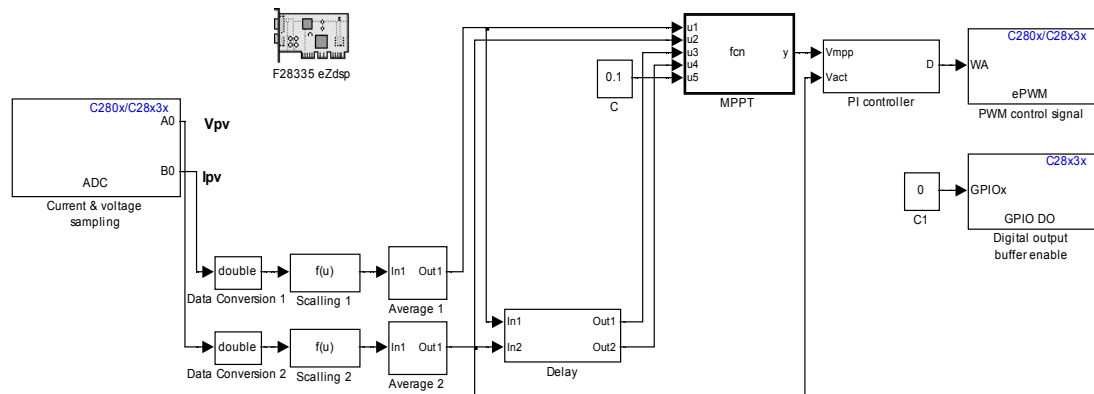 F28335 eZdsp
C280x/C28x3x
A0
B0
ADC
Current & voltage
sampling
Vpv
Ipv
double
Data Conversion 1
f(u)
Scalling 1
In1 Out1
Average 1
double
Data Conversion 2
f(u)
Scalling 2
In1 Out1
Average 2
In1 Out1
In2 Out2
Delay
0.1
C
u1
u2
u3
u4
u5
fcn
y
MPPT
Vmpp
Vact
D
PI controller
C280x/C28x3x
WA
ePWM
PWM control signal
0
C1
C28x3x
GPIOx
GPIO DO
Digital output
buffer enable